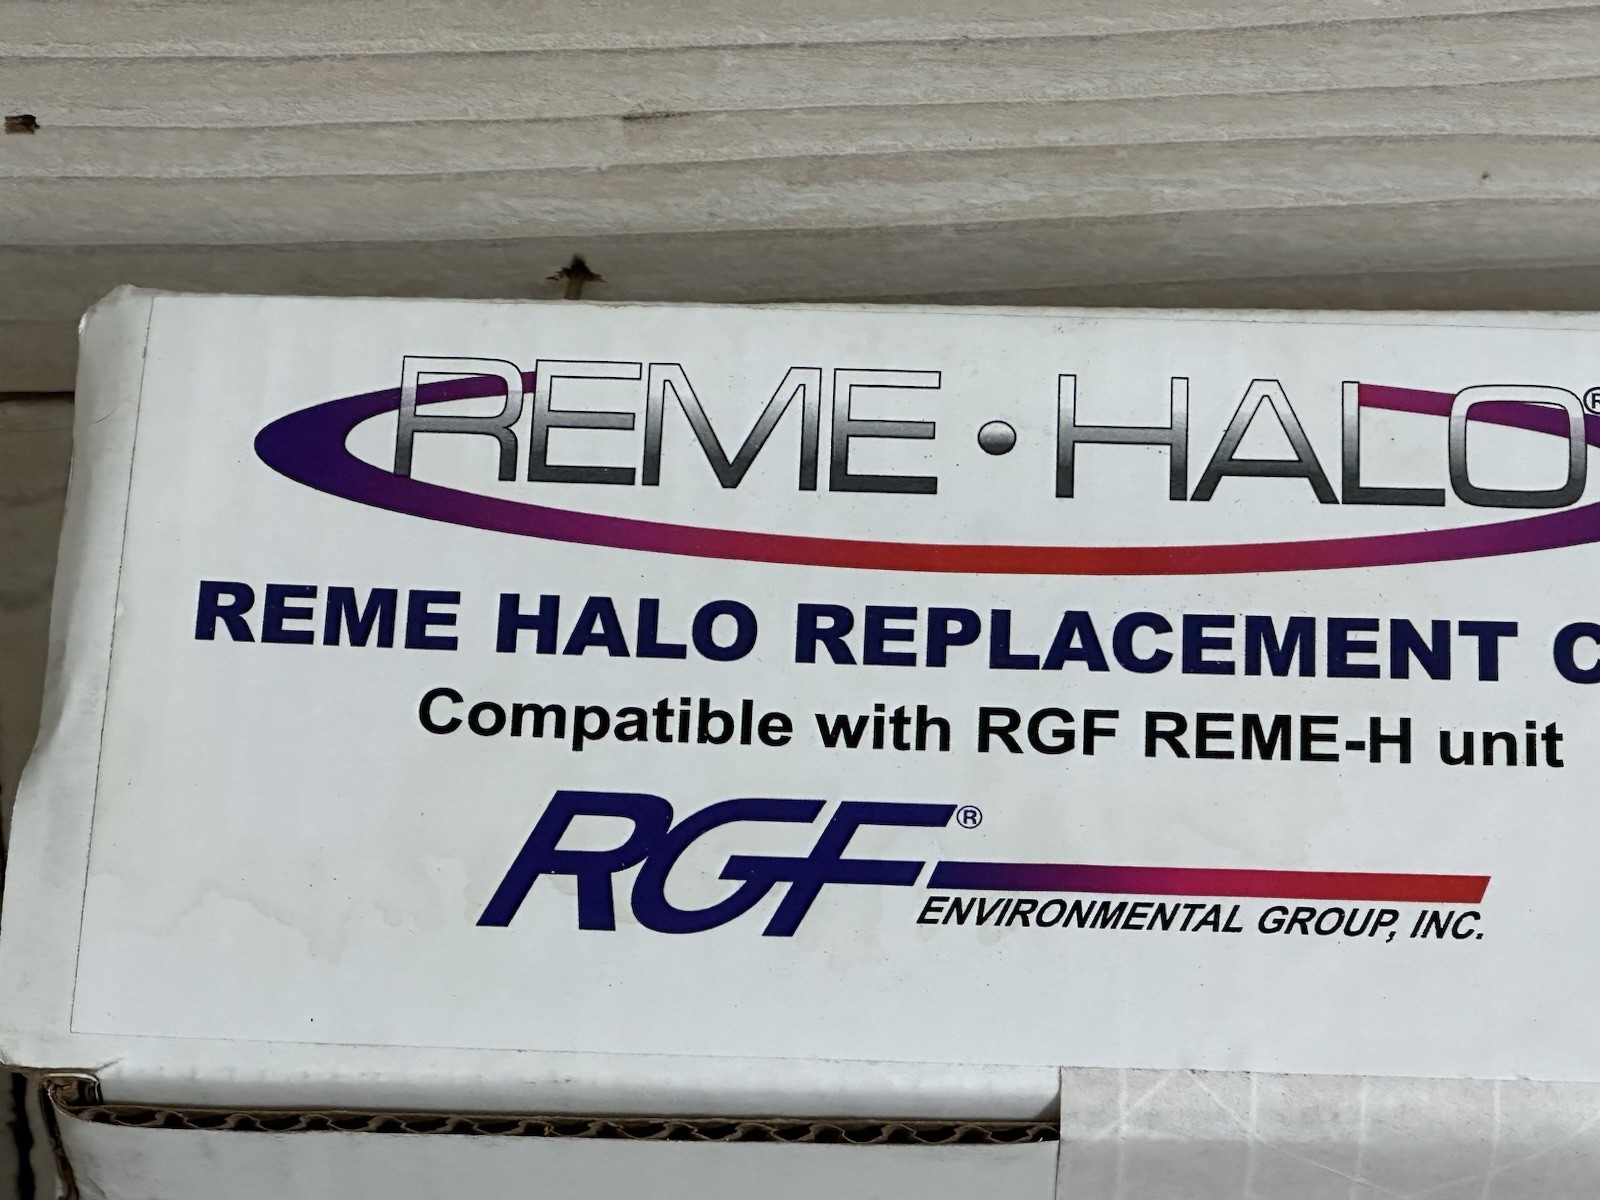 REME•HALO®
REME HALO REPLACEMENT C
Compatible with RGF REME-H unit
RGF®
ENVIRONMENTAL GROUP, INC.